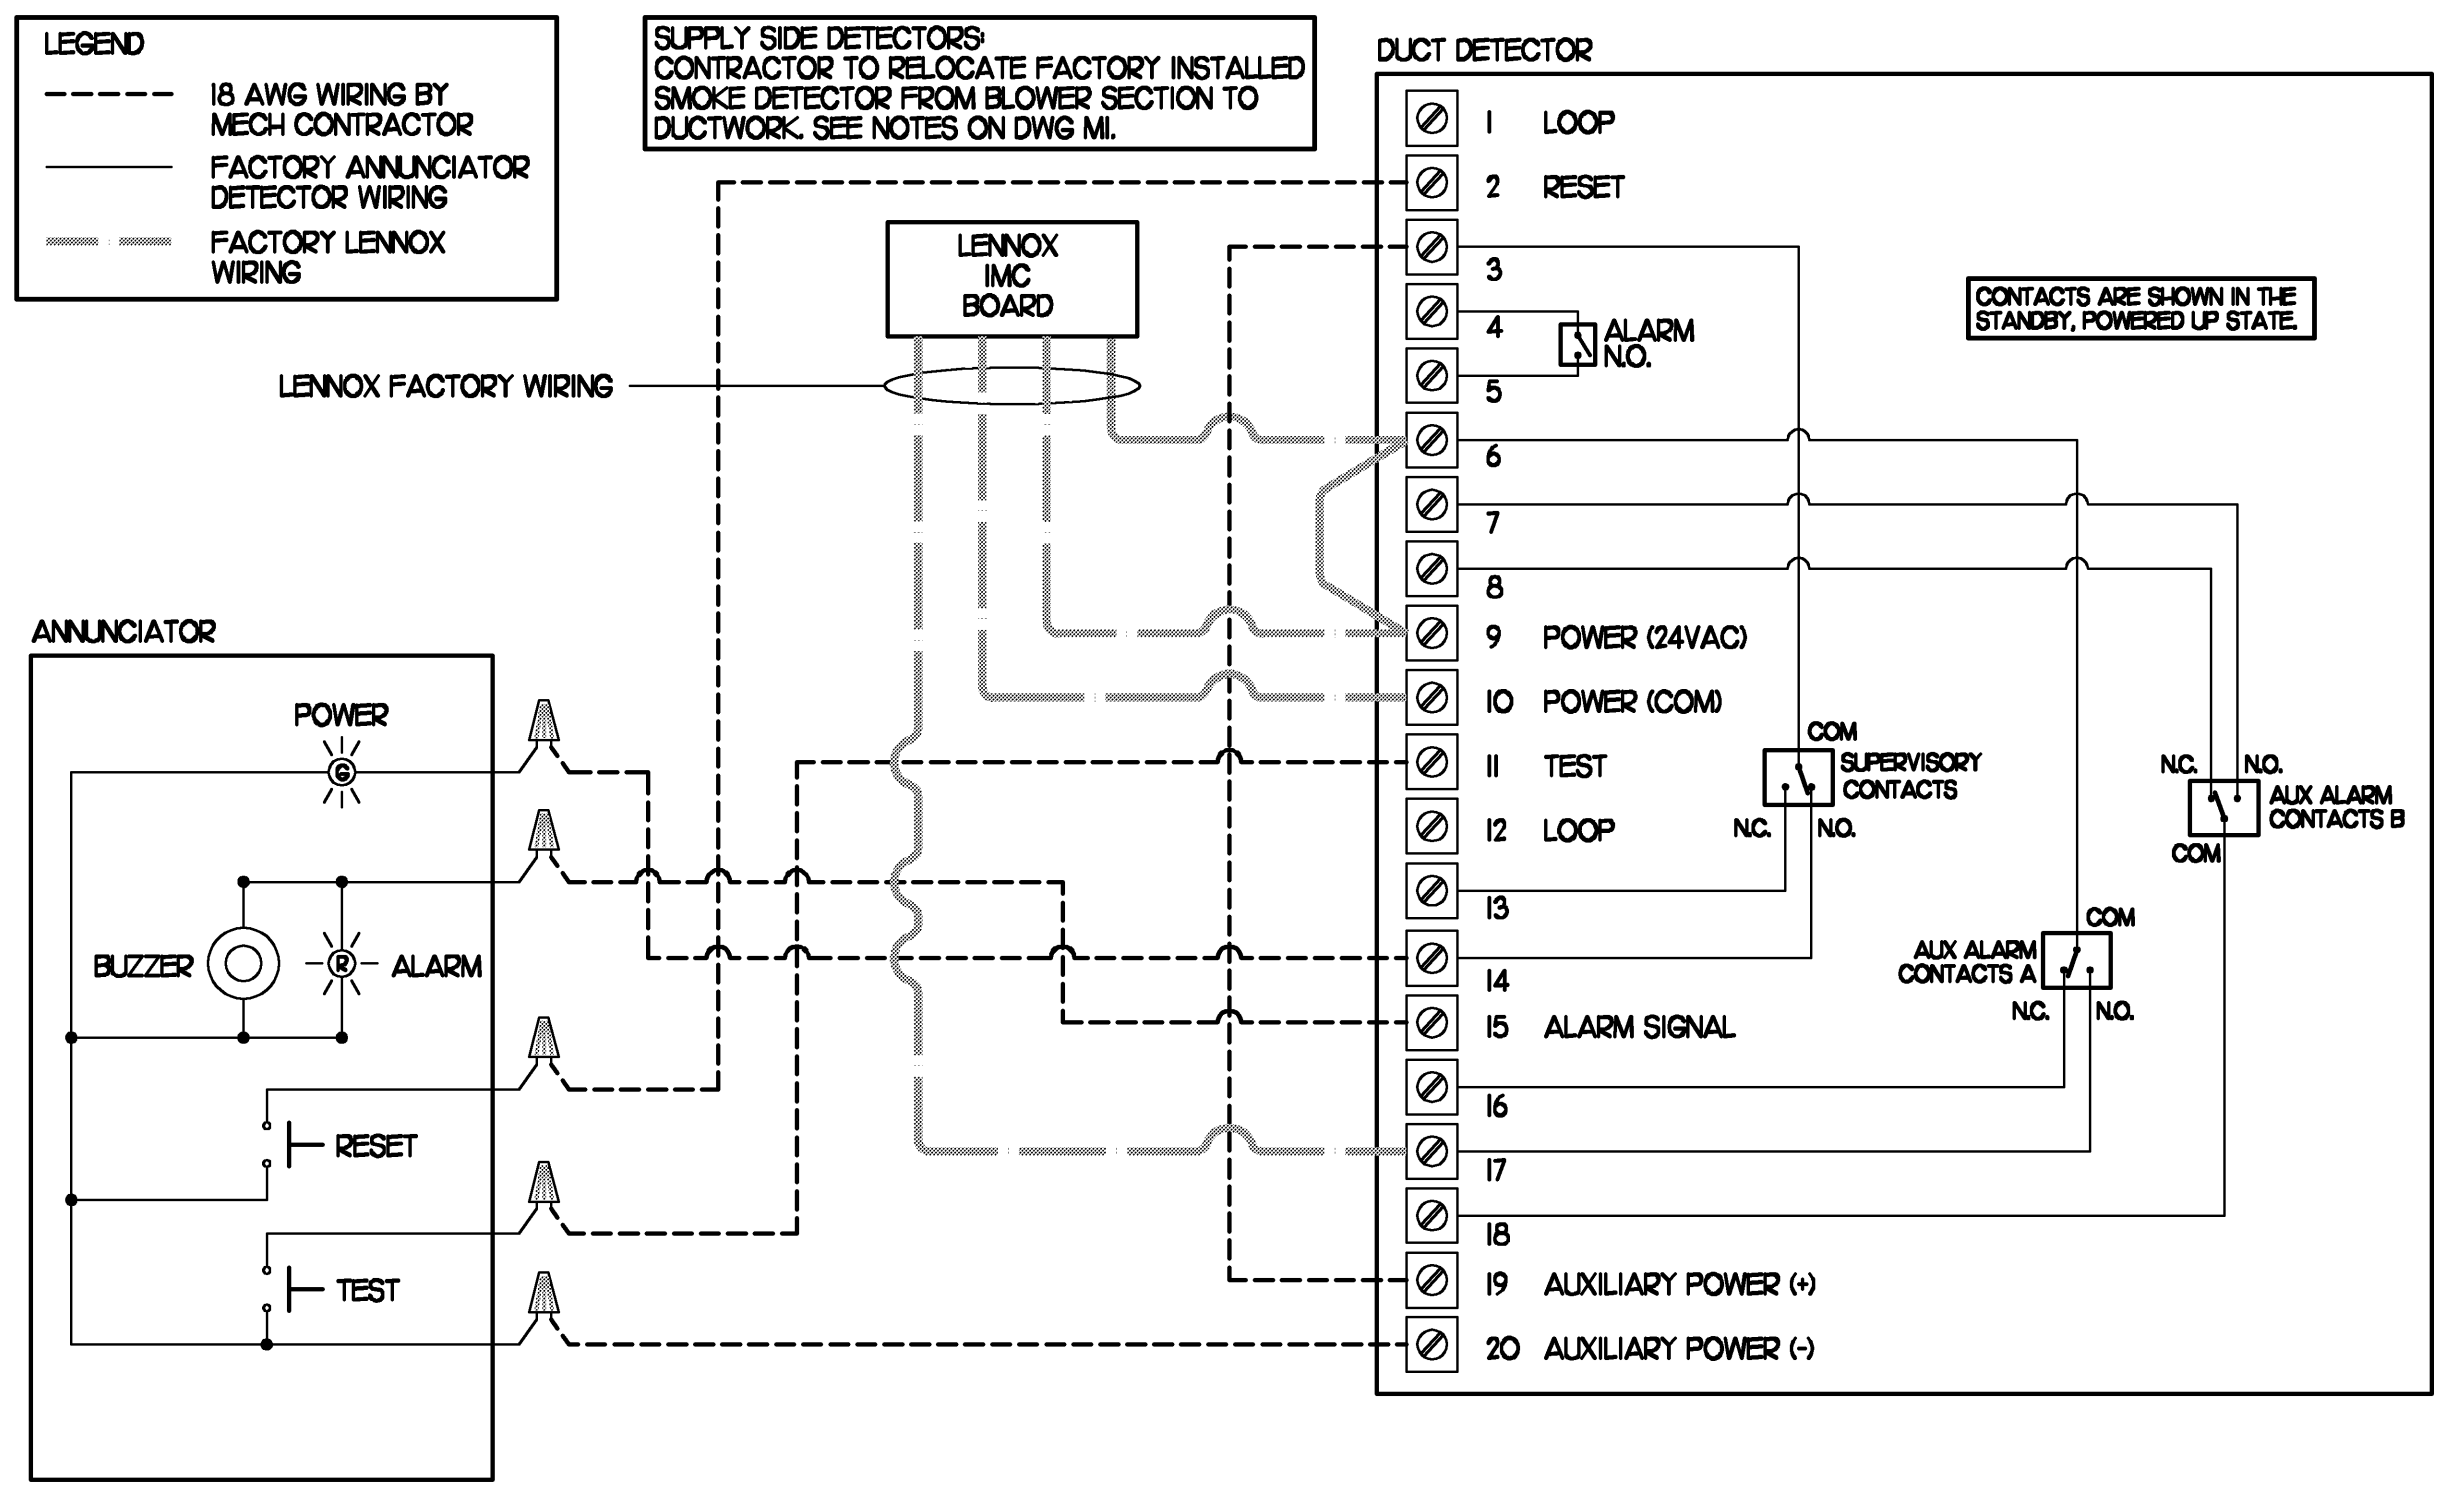 LEGEND
18 AWG WIRING BY
MECH CONTRACTOR
FACTORY ANNUNCIATOR
DETECTOR WIRING
FACTORY LENNOX
WIRING
SUPPLY SIDE DETECTORS:
CONTRACTOR TO RELOCATE FACTORY INSTALLED
SMOKE DETECTOR FROM BLOWER SECTION TO
DUCTWORK. SEE NOTES ON DWG M1.
LENNOX
IMC
BOARD
LENNOX FACTORY WIRING
ANNUNCIATOR
POWER
G
BUZZER
R
ALARM
RESET
TEST
DUCT DETECTOR
1 LOOP
2 RESET
3
4
5
ALARM
N.O.
6
7
8
9 POWER (24VAC)
10 POWER (COM)
11 TEST
12 LOOP
13
14
15 ALARM SIGNAL
16
17
18
19 AUXILIARY POWER (+)
20 AUXILIARY POWER (-)
CONTACTS ARE SHOWN IN THE
STANDBY, POWERED UP STATE.
COM
SUPERVISORY
CONTACTS
N.C. N.O.
N.C. N.O.
AUX ALARM
CONTACTS B
COM
COM
AUX ALARM
CONTACTS A
N.C. N.O.